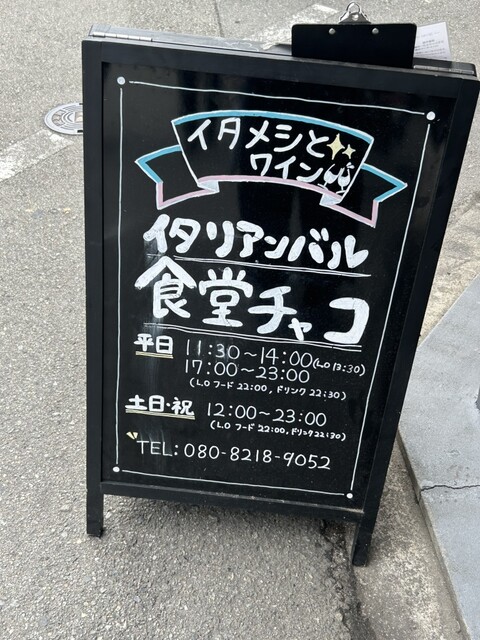 イタメシと
ワイン
イタリアンバル
食堂チャコ
平日 11:30～14:00(L.O 13:30)
17:00～23:00
(L.O フード 22:00, ドリンク 22:30)
土日・祝 12:00～23:00
(L.O フード 22:00, ドリンク 22:30)
TEL: 080-8218-9052